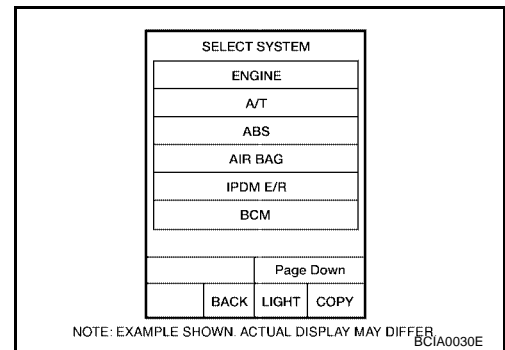 SELECT SYSTEM
ENGINE
A/T
ABS
AIR BAG
IPDM E/R
BCM
Page Down
BACK LIGHT COPY
NOTE: EXAMPLE SHOWN. ACTUAL DISPLAY MAY DIFFER.
BCIA0030E